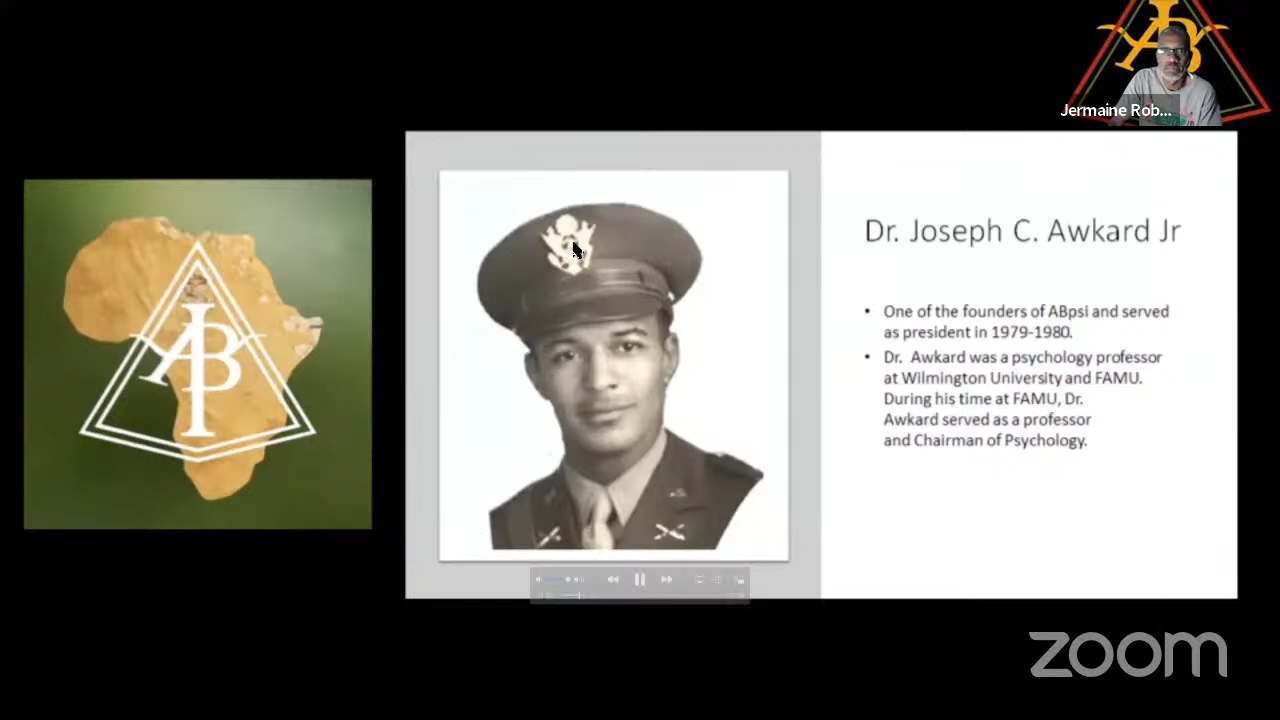 Jermaine Rob...
Dr. Joseph C. Awkard Jr
• One of the founders of ABpsi and served
as president in 1979-1980.
• Dr. Awkard was a psychology professor
at Wilmington University and FAMU.
During his time at FAMU, Dr.
Awkard served as a professor
and Chairman of Psychology.
zoom